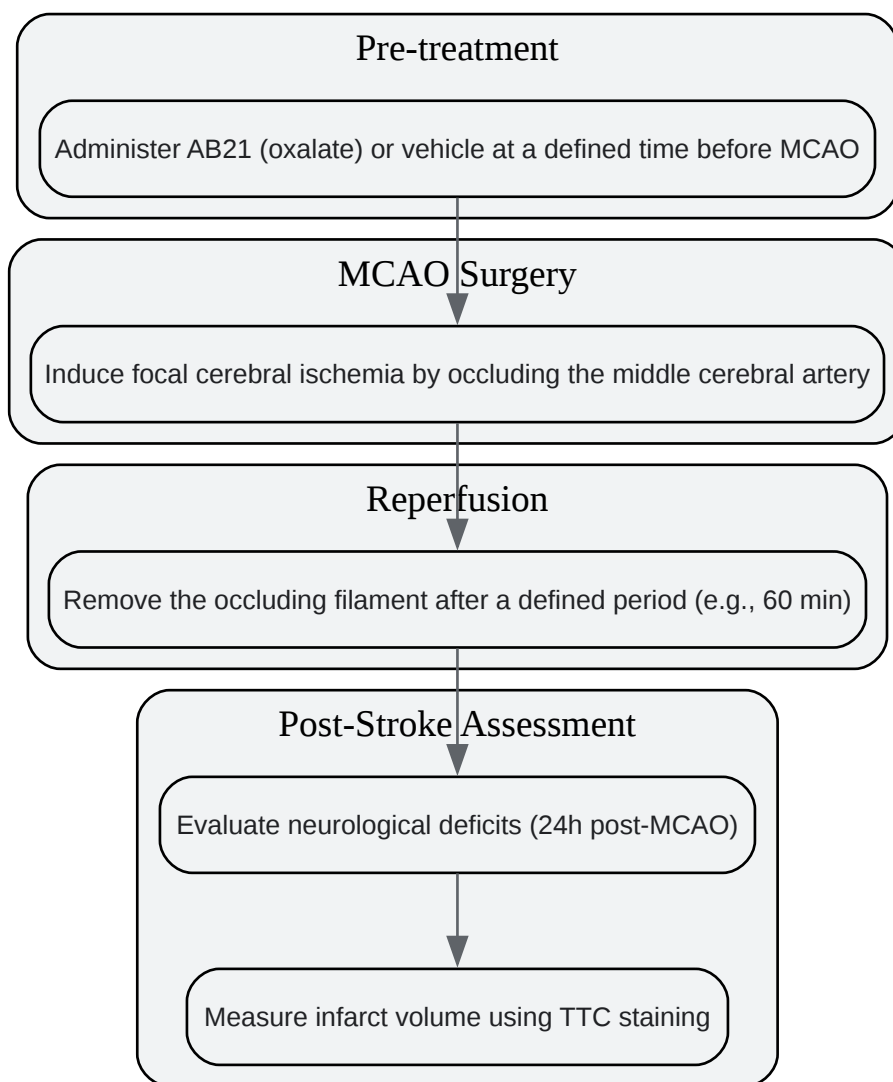 Pre-treatment
Administer AB21 (oxalate) or vehicle at a defined time before MCAO
MCAO Surgery
Induce focal cerebral ischemia by occluding the middle cerebral artery
Reperfusion
Remove the occluding filament after a defined period (e.g., 60 min)
Post-Stroke Assessment
Evaluate neurological deficits (24h post-MCAO)
Measure infarct volume using TTC staining